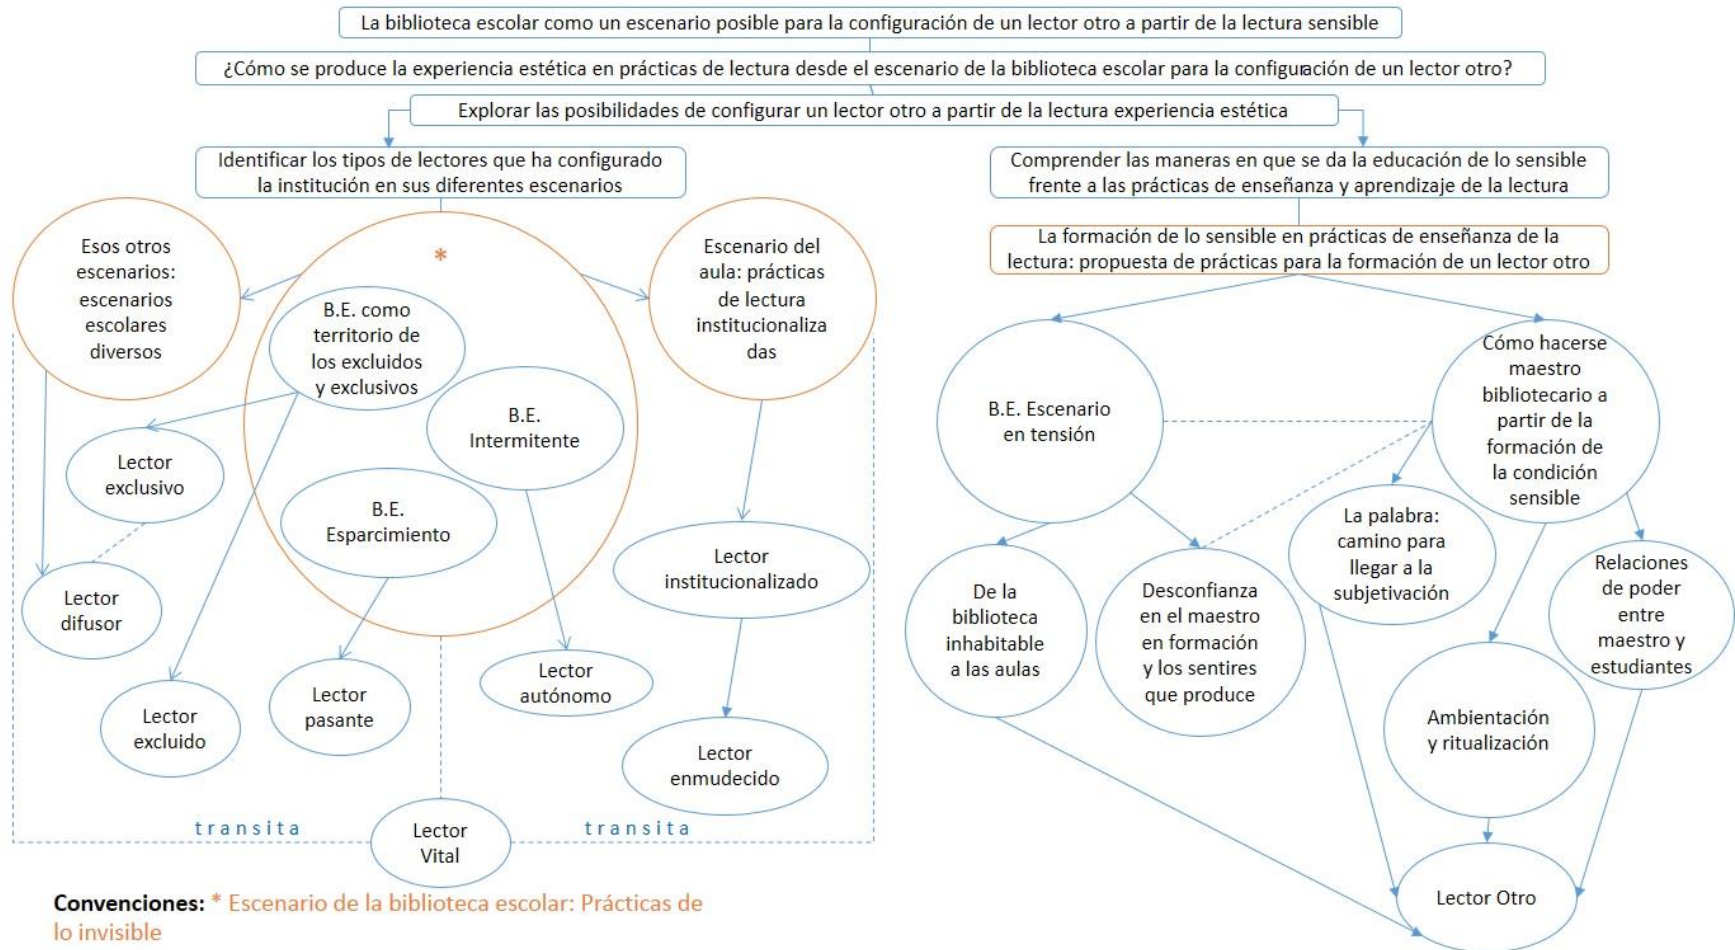 La biblioteca escolar como un escenario posible para la configuración de un lector otro a partir de la lectura sensible
¿Cómo se produce la experiencia estética en prácticas de lectura desde el escenario de la biblioteca escolar para la configuración de un lector otro?
Explorar las posibilidades de configurar un lector otro a partir de la lectura experiencia estética
Identificar los tipos de lectores que ha configurado
la institución en sus diferentes escenarios
Esos otros
escenarios:
escenarios
escolares
diversos
*
B.E. como
territorio de
los excluidos
y exclusivos
B.E.
Intermitente
B.E.
Esparcimiento
Escenario del
aula: prácticas
de lectura
institucionaliza
das
Lector
exclusivo
Lector
difusor
Lector
excluido
Lector
pasante
Lector
autónomo
Lector
institucionalizado
Lector
enmudecido
transita
Lector
Vital
transita
Convenciones: * Escenario de la biblioteca escolar: Prácticas de
lo invisible
Comprender las maneras en que se da la educación de lo sensible
frente a las prácticas de enseñanza y aprendizaje de la lectura
La formación de lo sensible en prácticas de enseñanza de la
lectura: propuesta de prácticas para la formación de un lector otro
B.E. Escenario
en tensión
Cómo hacerse
maestro
bibliotecario a
partir de la
formación de
la condición
sensible
De la
biblioteca
inhabitable
a las aulas
Desconfianza
en el maestro
en formación
y los sentires
que produce
La palabra:
camino para
llegar a la
subjetivación
Relaciones
de poder
entre
maestro y
estudiantes
Ambientación
y ritualización
Lector Otro